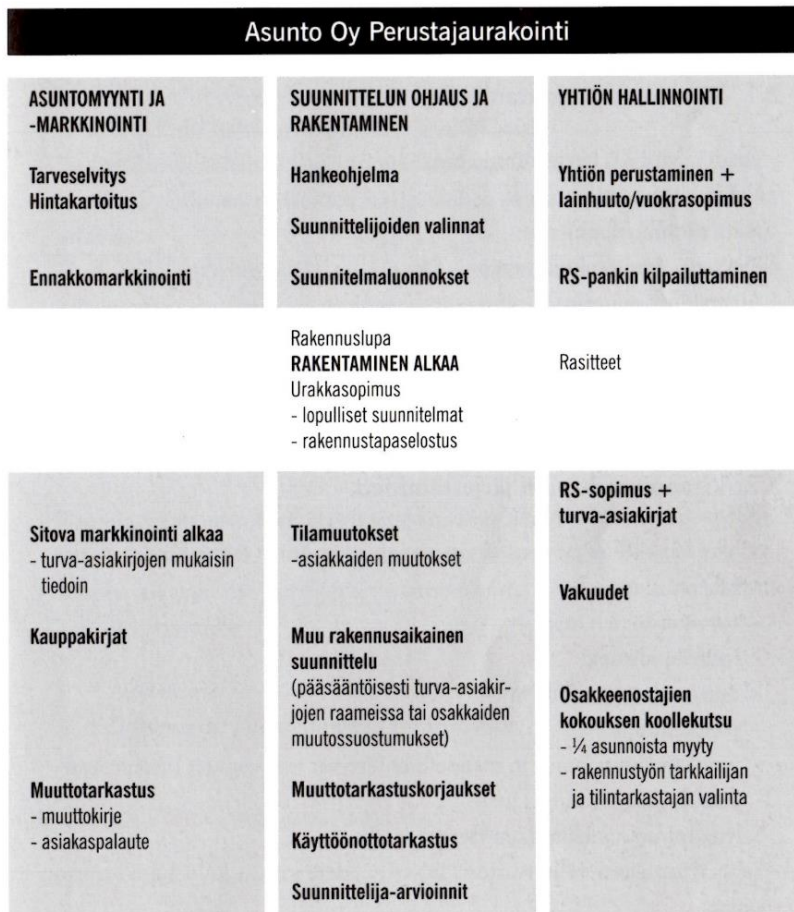 Asunto Oy Perustajaurakointi
ASUNTOMYYNTI JA
-MARKKINOINTI
Tarveselvitys
Hintakartoitus
Ennakkomarkkinointi
SUUNNITTELUN OHJAUS JA
RAKENTAMINEN
Hankeohjelma
Suunnittelijoiden valinnat
Suunnitelmaluonnokset
YHTIÖN HALLINNOINTI
Yhtiön perustaminen +
lainhuuto/vuokrasopimus
RS-pankin kilpailuttaminen
Rakennuslupa
RAKENTAMINEN ALKAA
Urakkasopimus
- lopulliset suunnitelmat
- rakennustapaselostus
Rasitteet
Sitova markkinointi alkaa
- turva-asiakirjojen mukaisin
tiedoin
Kauppakirjat
Muuttotarkastus
- muuttokirje
- asiakaspalaute
Tilamuutokset
-asiakkaiden muutokset
Muu rakennusaikainen
suunnittelu
(pääsääntöisesti turva-asiakir-
jojen raameissa tai osakkaiden
muutossuostumukset)
Muuttotarkastuskorjaukset
Käyttöönottotarkastus
Suunnittelija-arvioinnit
RS-sopimus +
turva-asiakirjat
Vakuudet
Osakkeenostajien
kokouksen koollekutsu
- ¼ asunnoista myyty
- rakennustyön tarkkailijan
ja tilintarkastajan valinta